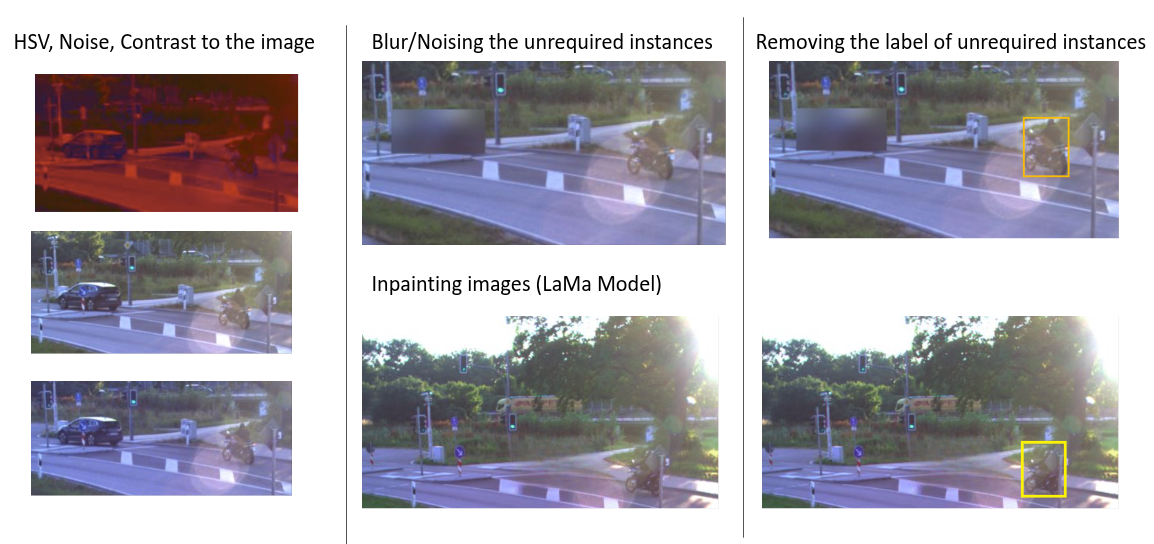 HSV, Noise, Contrast to the image
Blur/Noising the unrequired instances
Removing the label of unrequired instances
Inpainting images (LaMa Model)